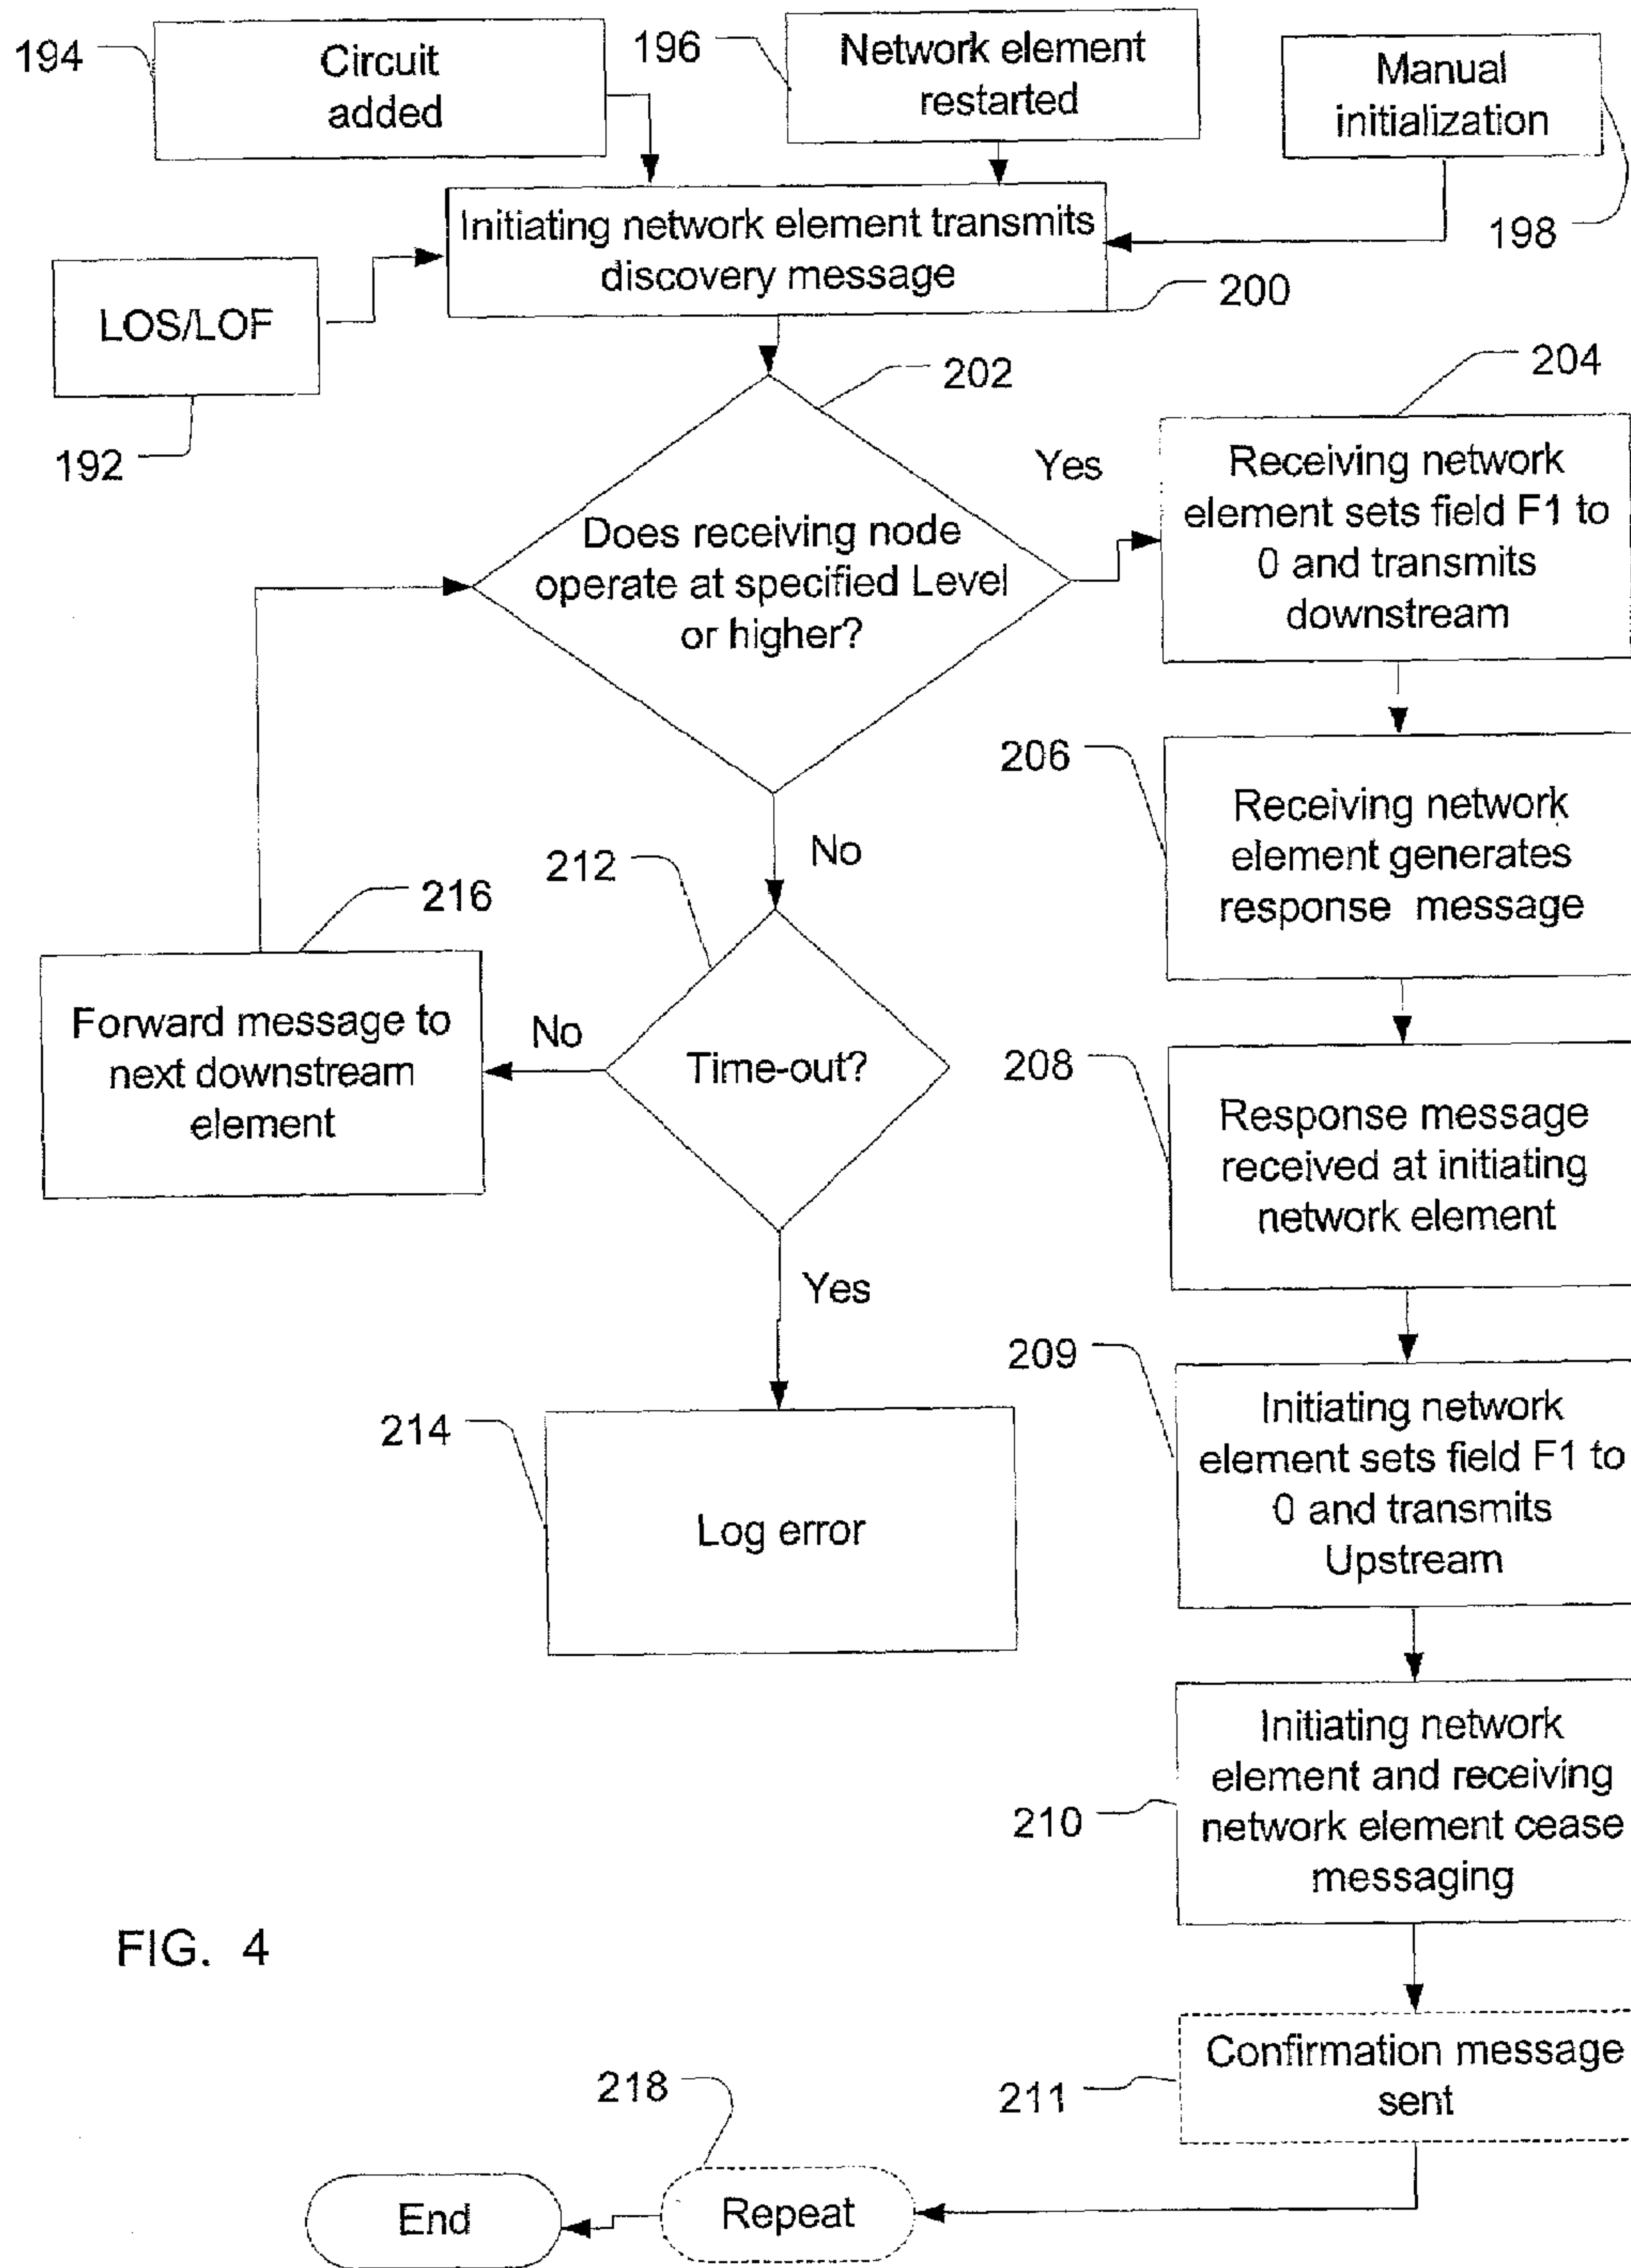 194
Circuit
added
196
Network element
restarted
Manual
initialization
198
Initiating network element transmits
discovery message
200
LOS/LOF
192
202
204
Yes
Does receiving node
operate at specified Level
or higher?
Receiving network
element sets field F1 to
0 and transmits
downstream
206
Receiving network
element generates
response message
No
212
216
Forward message to
next downstream
element
No
Time-out?
208
Response message
received at initiating
network element
Yes
209
Initiating network
element sets field F1 to
0 and transmits
Upstream
214
Log error
210
Initiating network
element and receiving
network element cease
messaging
FIG. 4
211
Confirmation message
sent
218
Repeat
End